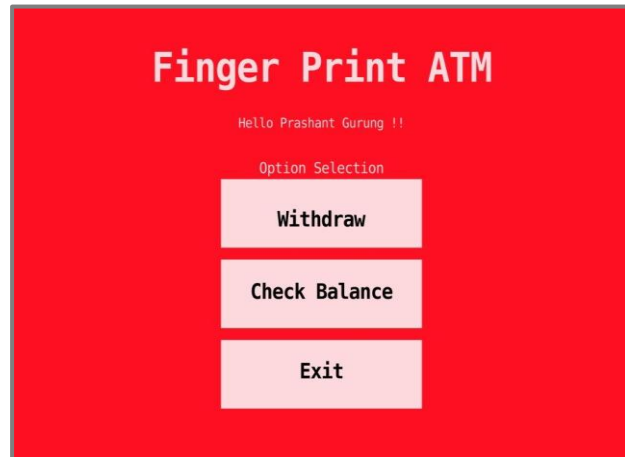 Finger Print ATM
Hello Prashant Gurung !!
Option Selection
Withdraw
Check Balance
Exit